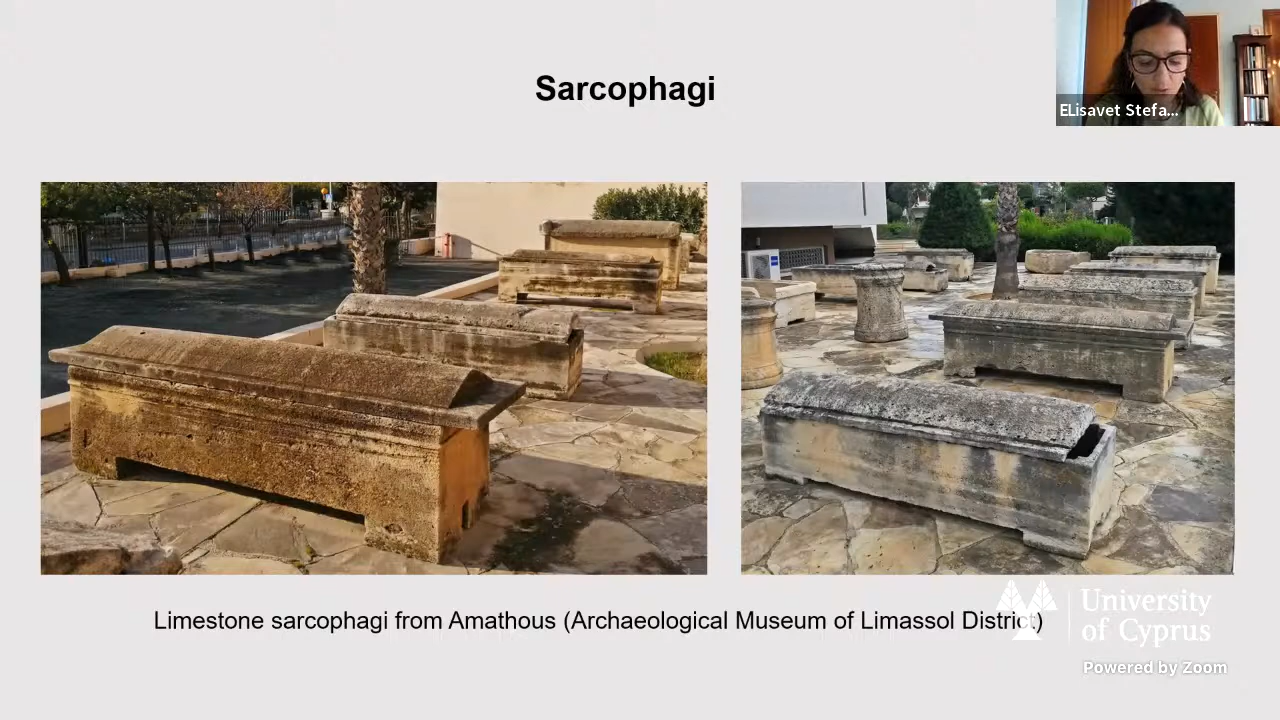 Sarcophagi
ELisavet Stefa...
Limestone sarcophagi from Amathous (Archaeological Museum of Limassol District)
University
of Cyprus
Powered by Zoom